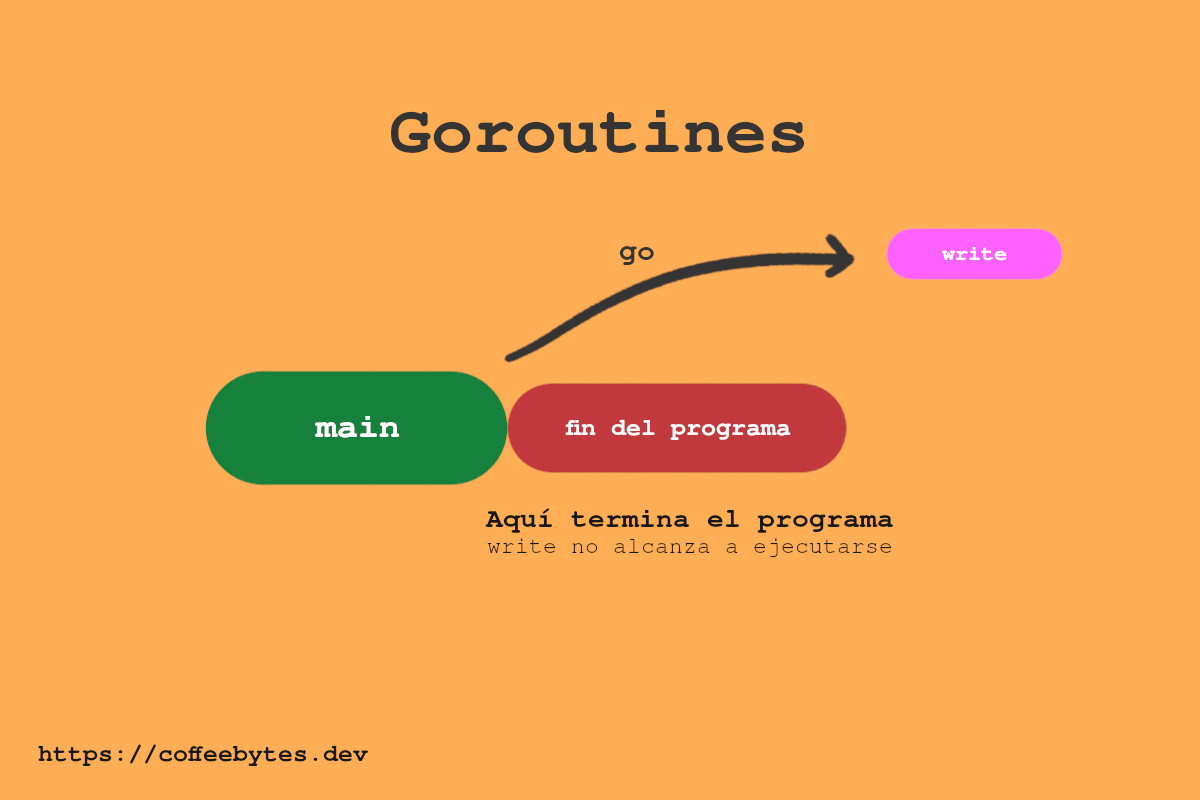 Goroutines
go
write
main
fin del programa
Aquí termina el programa
write no alcanza a ejecutarse
https://coffeebytes.dev